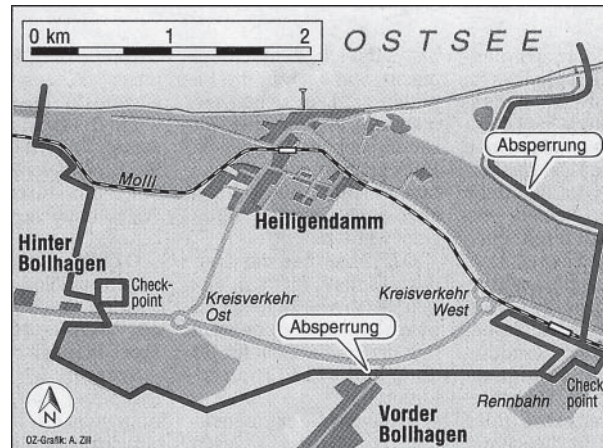 0 km 1 2
OSTSEE
Absperrung
Molli
Heiligendamm
Hinter
Bollhagen
Check-
point
Kreisverkehr
Ost
Kreisverkehr
West
Absperrung
Rennbahn
Check-
point
Vorder
Bollhagen
N
OZ-Grafik: A. Zill